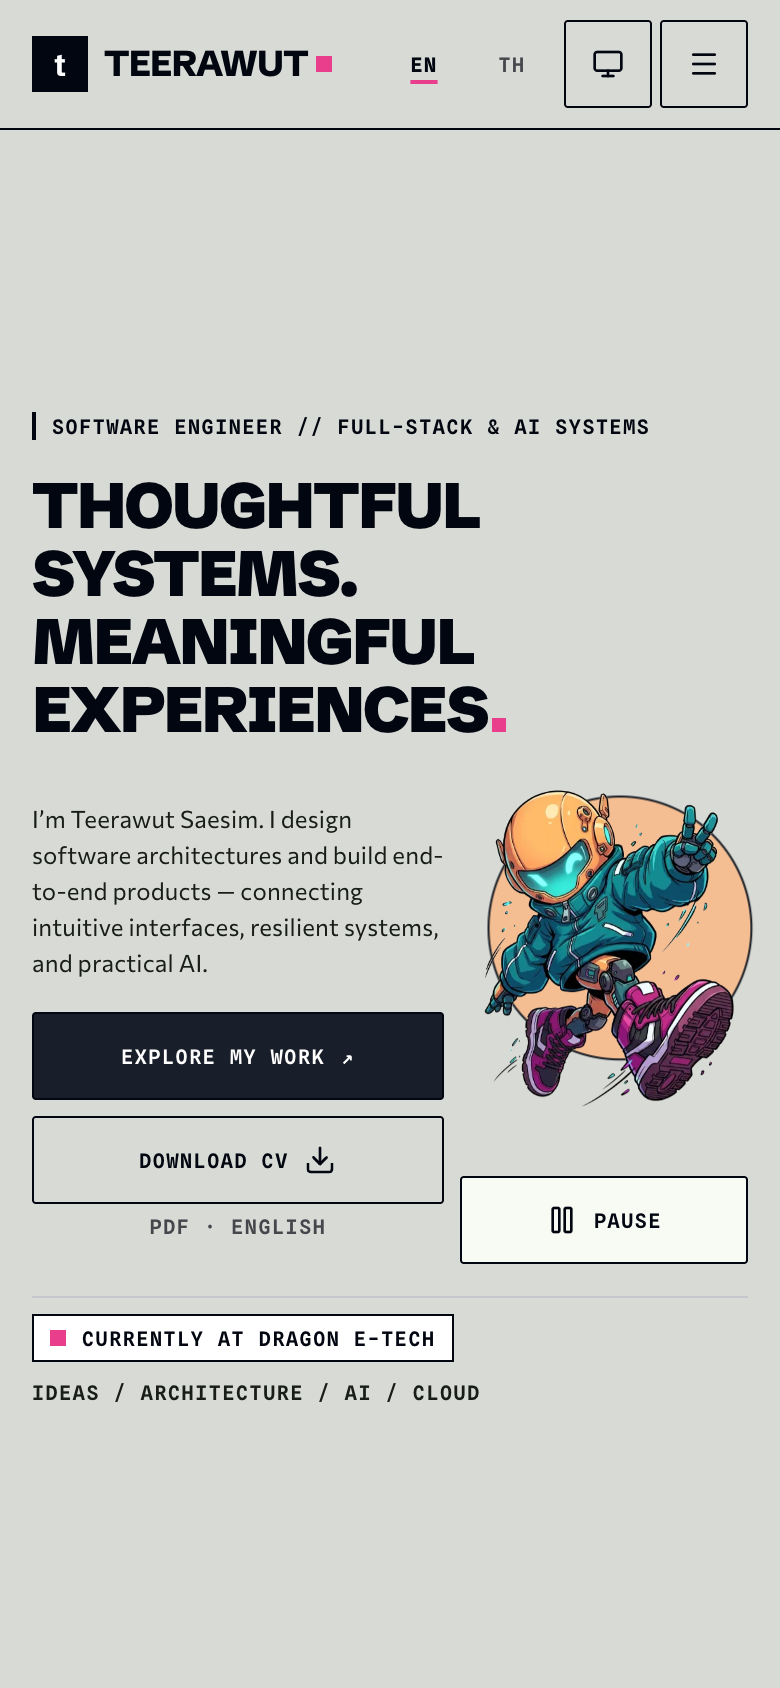 t TEERAWUT EN TH
SOFTWARE ENGINEER // FULL-STACK & AI SYSTEMS
THOUGHTFUL
SYSTEMS.
MEANINGFUL
EXPERIENCES.
I’m Teerawut Saesim. I design
software architectures and build end-
to-end products — connecting
intuitive interfaces, resilient systems,
and practical AI.
EXPLORE MY WORK ↗
DOWNLOAD CV
PDF · ENGLISH
PAUSE
CURRENTLY AT DRAGON E-TECH
IDEAS / ARCHITECTURE / AI / CLOUD